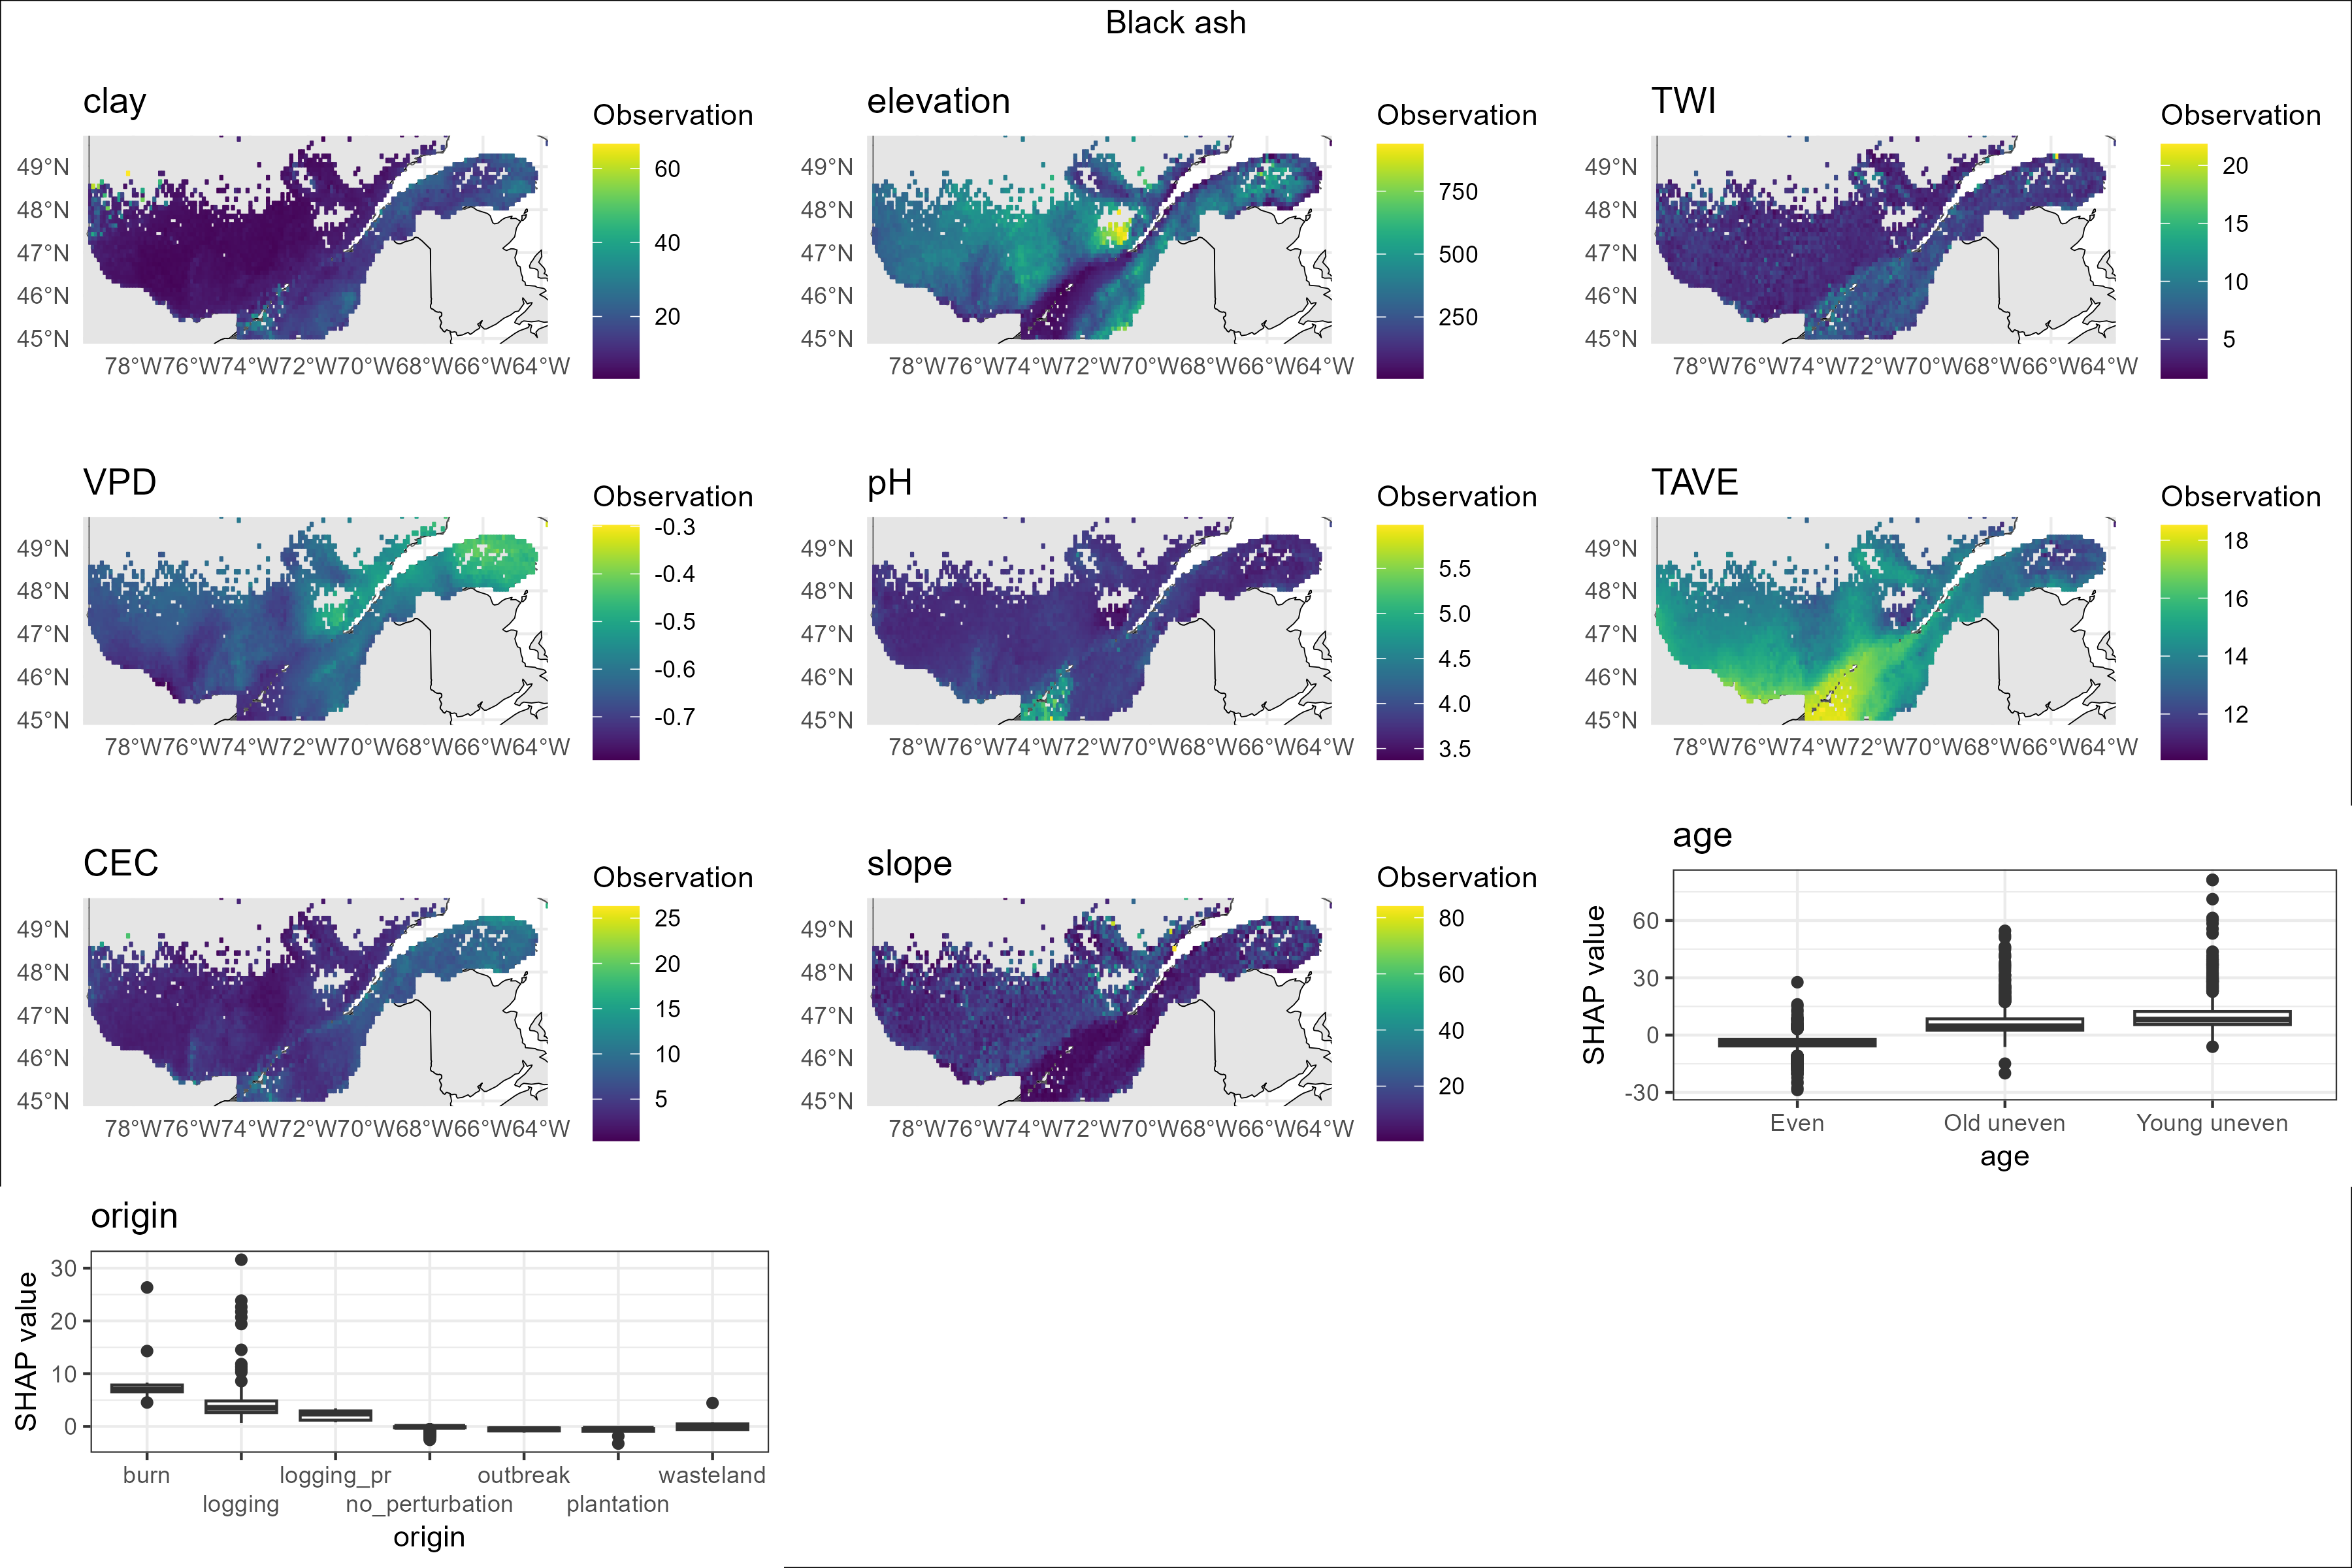 Black ash
clay
Observation
49°N
48°N
47°N
46°N
45°N
78°W76°W74°W72°W70°W68°W66°W64°W
60
40
20
elevation
Observation
49°N
48°N
47°N
46°N
45°N
78°W76°W74°W72°W70°W68°W66°W64°W
750
500
250
TWI
Observation
49°N
48°N
47°N
46°N
45°N
78°W76°W74°W72°W70°W68°W66°W64°W
20
15
10
5
VPD
Observation
49°N
48°N
47°N
46°N
45°N
78°W76°W74°W72°W70°W68°W66°W64°W
-0.3
-0.4
-0.5
-0.6
-0.7
pH
Observation
49°N
48°N
47°N
46°N
45°N
78°W76°W74°W72°W70°W68°W66°W64°W
5.5
5.0
4.5
4.0
3.5
TAVE
Observation
49°N
48°N
47°N
46°N
45°N
78°W76°W74°W72°W70°W68°W66°W64°W
18
16
14
12
CEC
Observation
49°N
48°N
47°N
46°N
45°N
78°W76°W74°W72°W70°W68°W66°W64°W
25
20
15
10
5
slope
Observation
49°N
48°N
47°N
46°N
45°N
78°W76°W74°W72°W70°W68°W66°W64°W
80
60
40
20
age
SHAP value
60
30
0
-30
Even Old uneven Young uneven
age
origin
SHAP value
30
20
10
0
burn logging_pr outbreak wasteland
logging no_perturbation plantation
origin